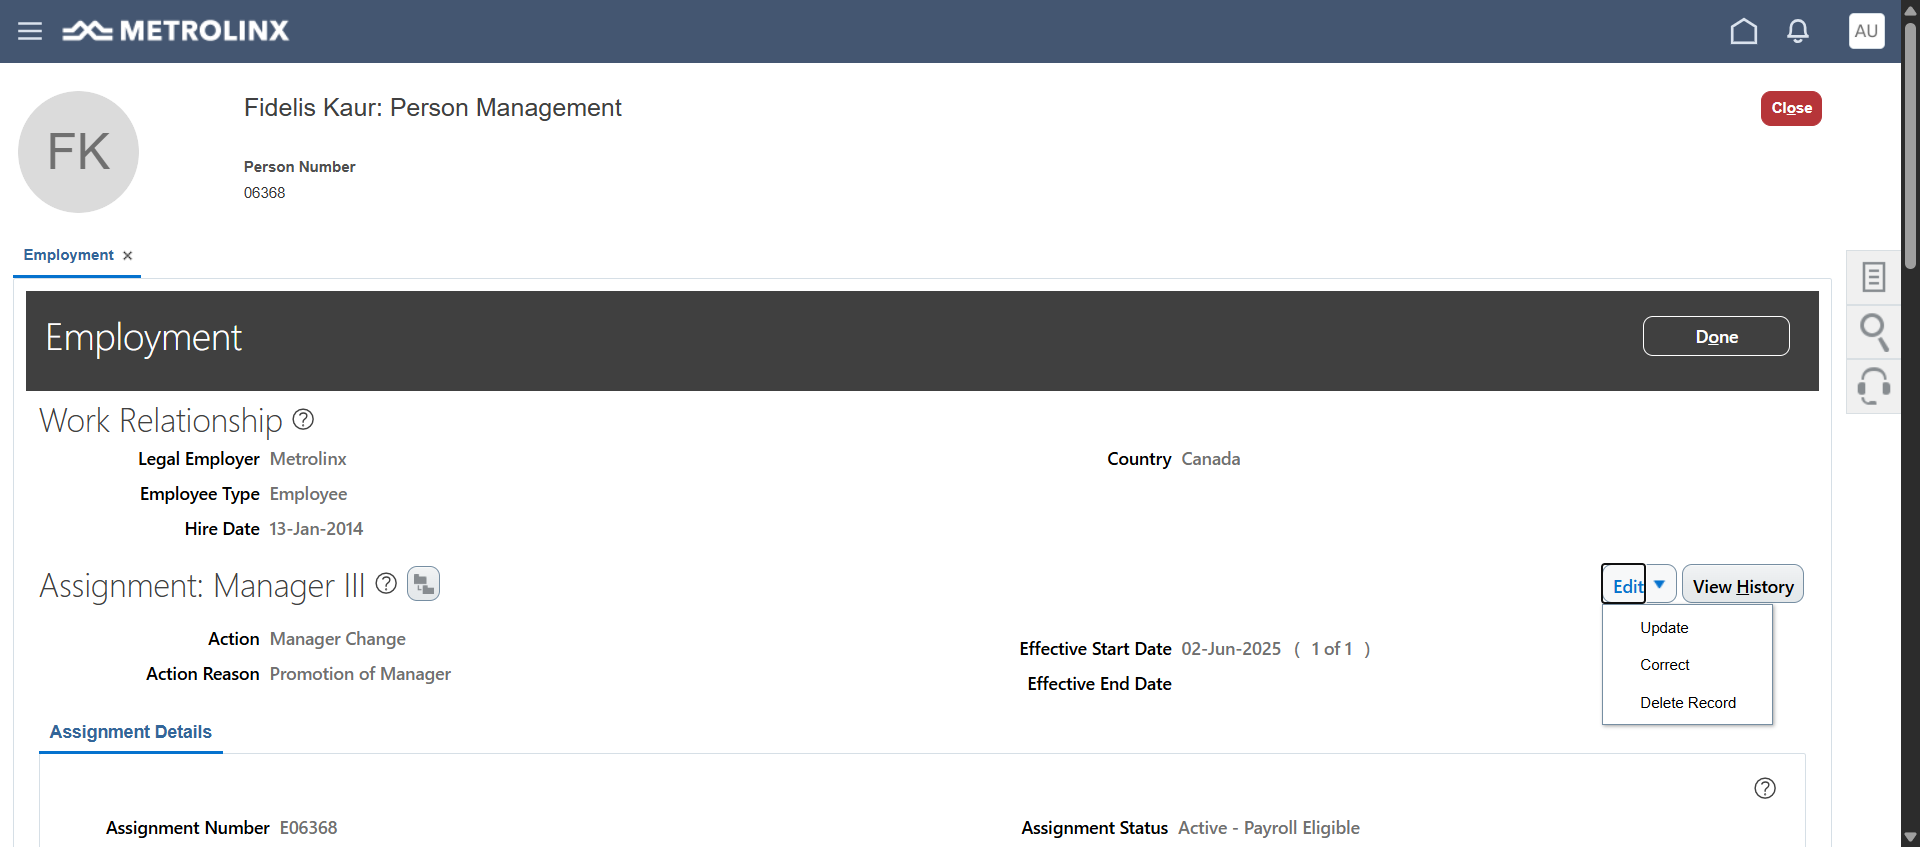 METROLINX
AU
FK
Fidelis Kaur: Person Management
Close
Person Number
06368
Employment ×
Employment
Done
Work Relationship ?
Legal Employer Metrolinx
Country Canada
Employee Type Employee
Hire Date 13-Jan-2014
Assignment: Manager III ?
Edit
View History
Update
Correct
Delete Record
Action Manager Change
Effective Start Date 02-Jun-2025 ( 1 of 1 )
Action Reason Promotion of Manager
Effective End Date
Assignment Details
?
Assignment Number E06368
Assignment Status Active - Payroll Eligible